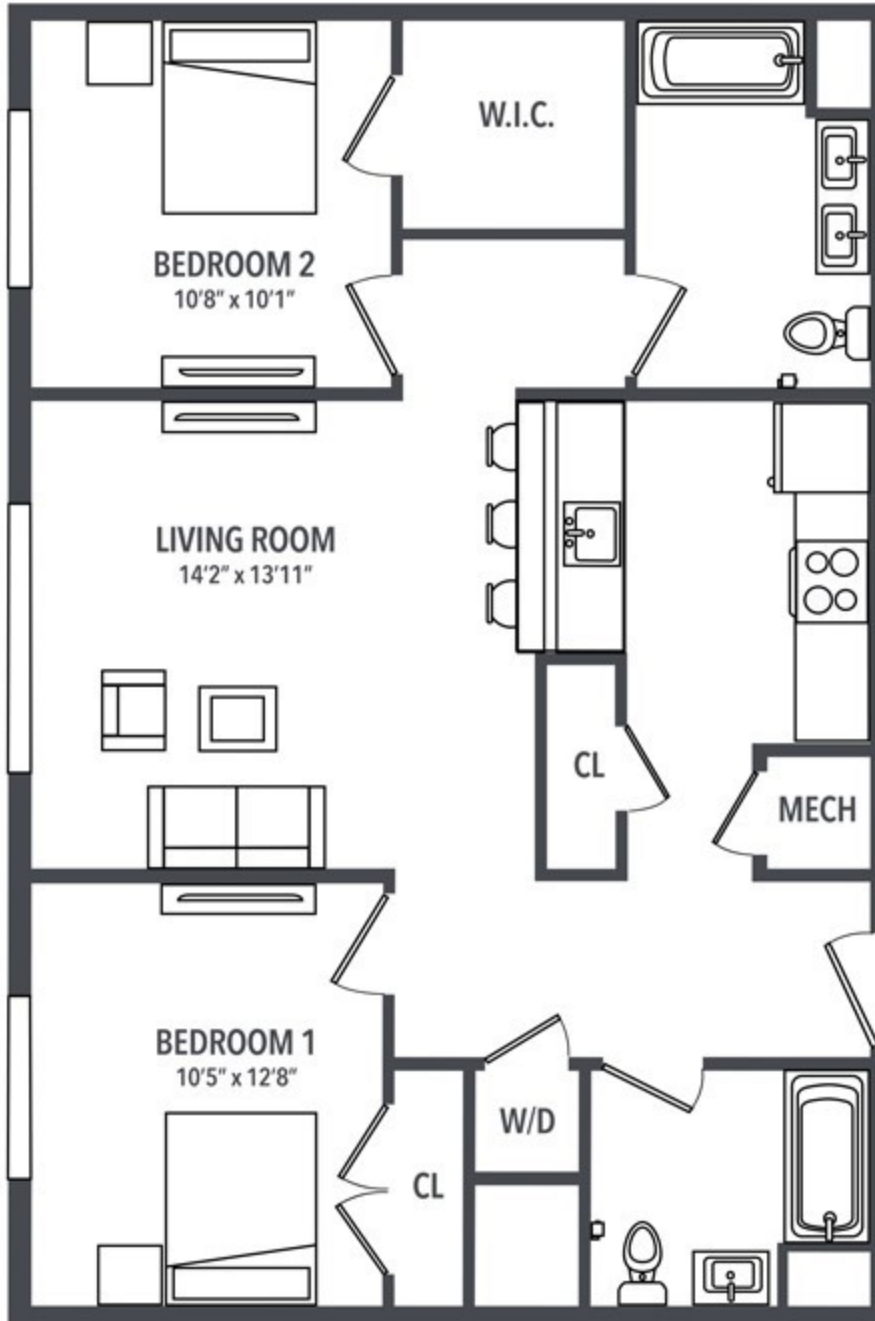 W.I.C.
BEDROOM 2
10’8” x 10’1”
LIVING ROOM
14’2” x 13’11”
CL
MECH
BEDROOM 1
10’5” x 12’8”
W/D
CL